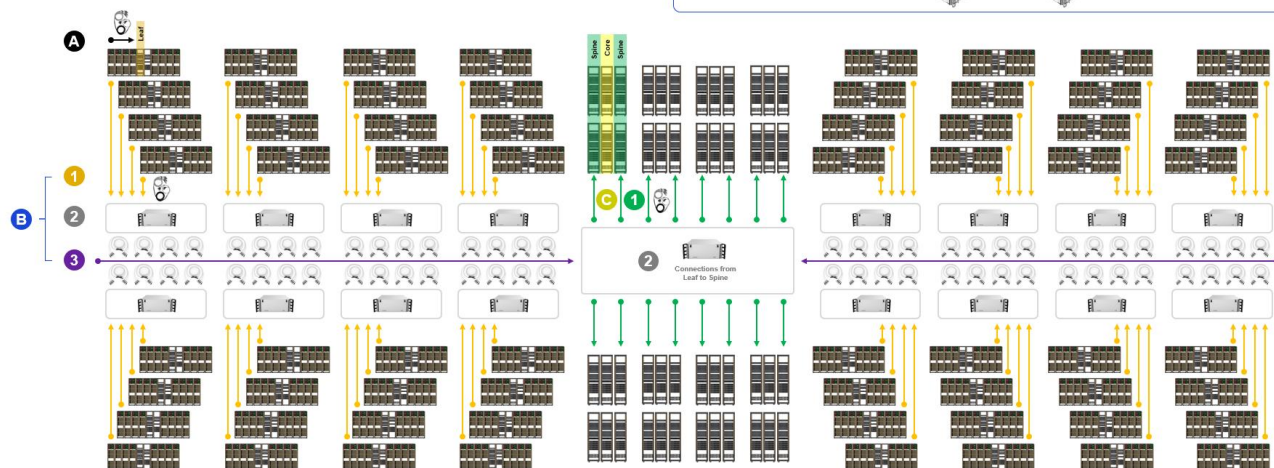 A
Leaf
Spine
Core
Spine
1
B
2
3
C
1
2
Connections from
Leaf to Spine